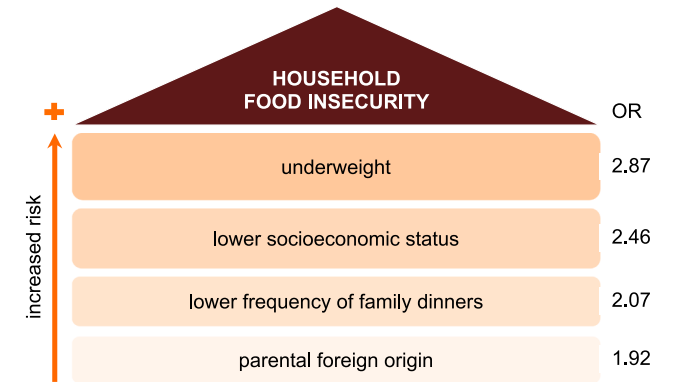 HOUSEHOLD
FOOD INSECURITY
OR
underweight 2.87
lower socioeconomic status 2.46
lower frequency of family dinners 2.07
parental foreign origin 1.92
increased risk